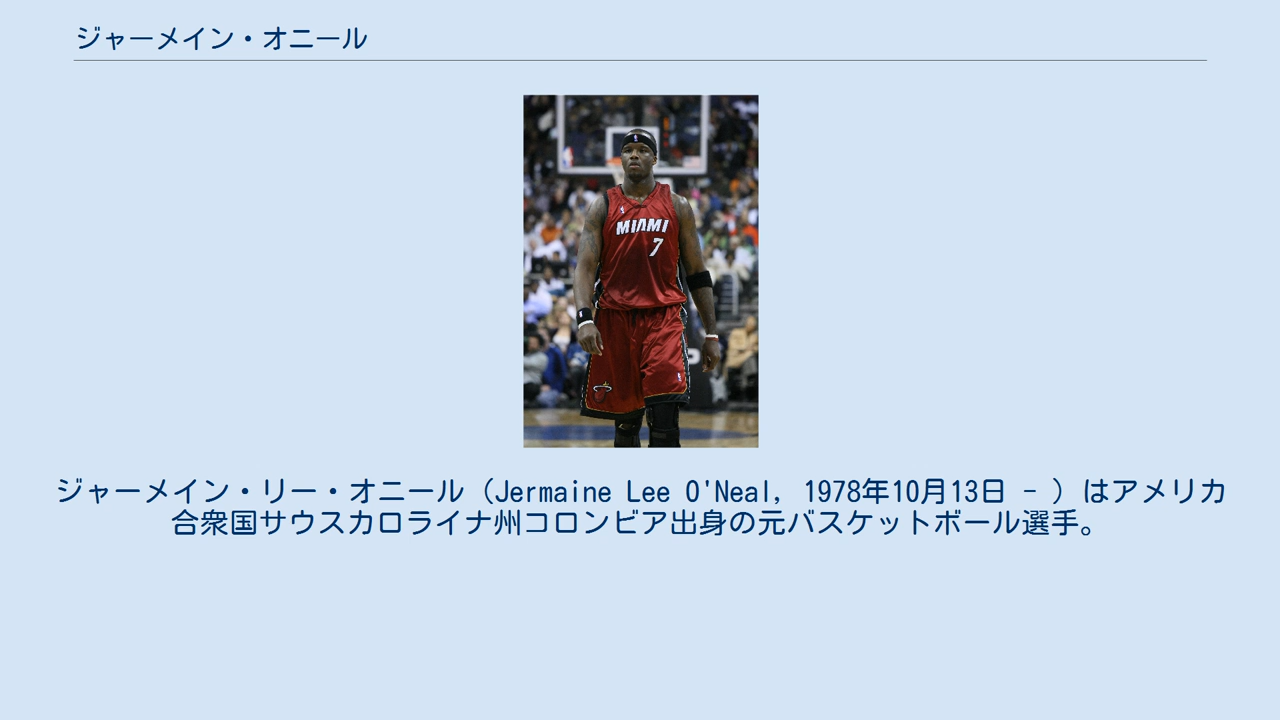 ジャーメイン・オニール
MIAMI
7
ジャーメイン・リー・オニール（Jermaine Lee O'Neal, 1978年10月13日 - ）はアメリカ
合衆国サウスカロライナ州コロンビア出身の元バスケットボール選手。